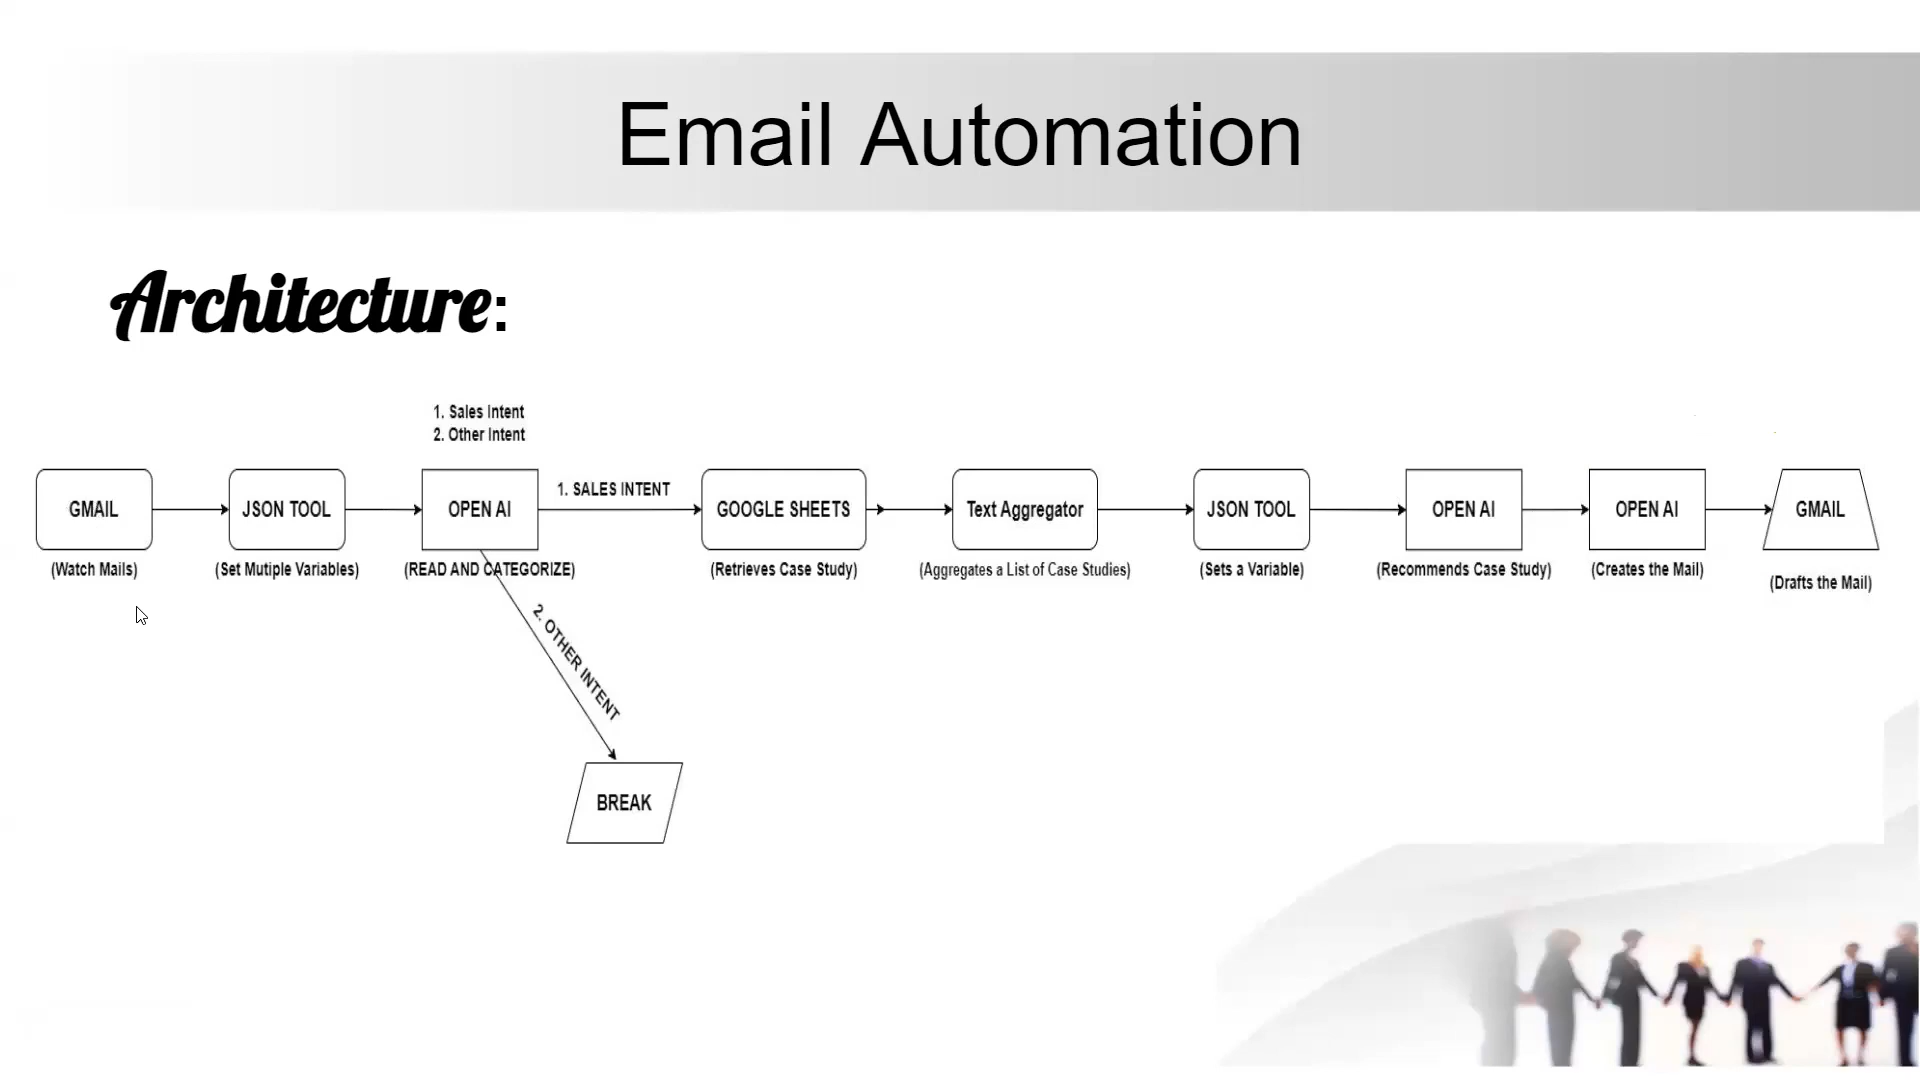 Email Automation
Architecture:
1. Sales Intent
2. Other Intent
GMAIL
JSON TOOL
OPEN AI
1. SALES INTENT
GOOGLE SHEETS
Text Aggregator
JSON TOOL
OPEN AI
OPEN AI
GMAIL
(Watch Mails)
(Set Mutiple Variables)
(READ AND CATEGORIZE)
(Retrieves Case Study)
(Aggregates a List of Case Studies)
(Sets a Variable)
(Recommends Case Study)
(Creates the Mail)
(Drafts the Mail)
2. OTHER INTENT
BREAK